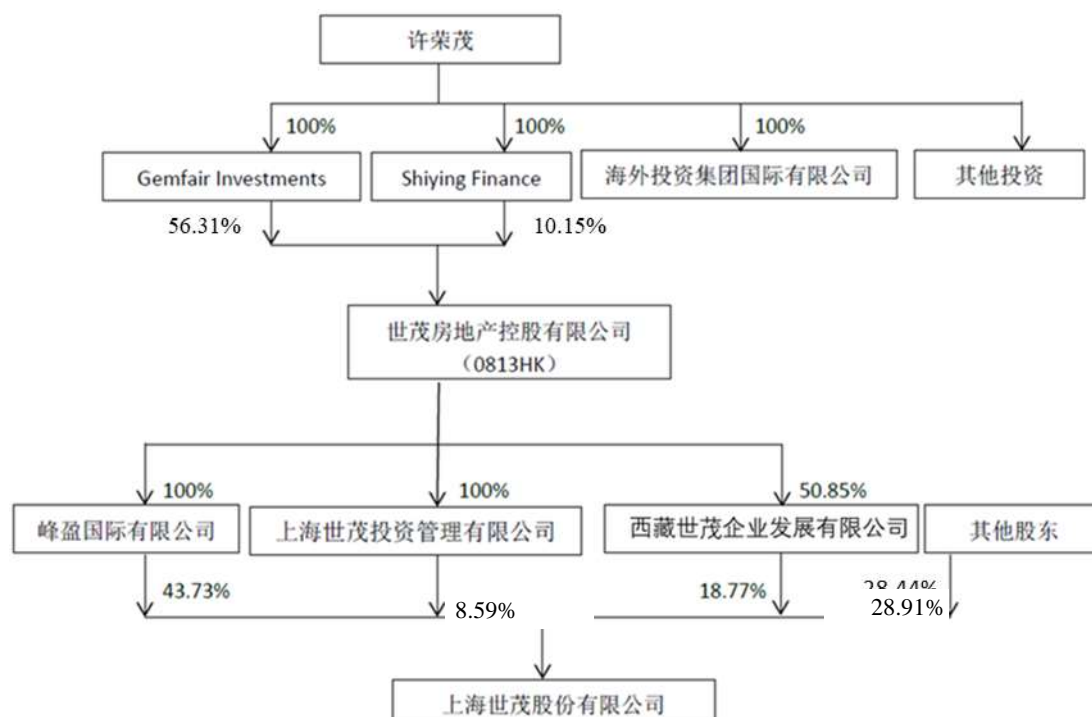 许荣茂
100%
100%
100%
Gemfair Investments
Shiying Finance
海外投资集团国际有限公司
其他投资
56.31%
10.15%
世茂房地产控股有限公司
（0813HK）
100%
100%
50.85%
峰盈国际有限公司
上海世茂投资管理有限公司
西藏世茂企业发展有限公司
其他股东
43.73%
8.59%
18.77%
28.44%
28.91%
上海世茂股份有限公司